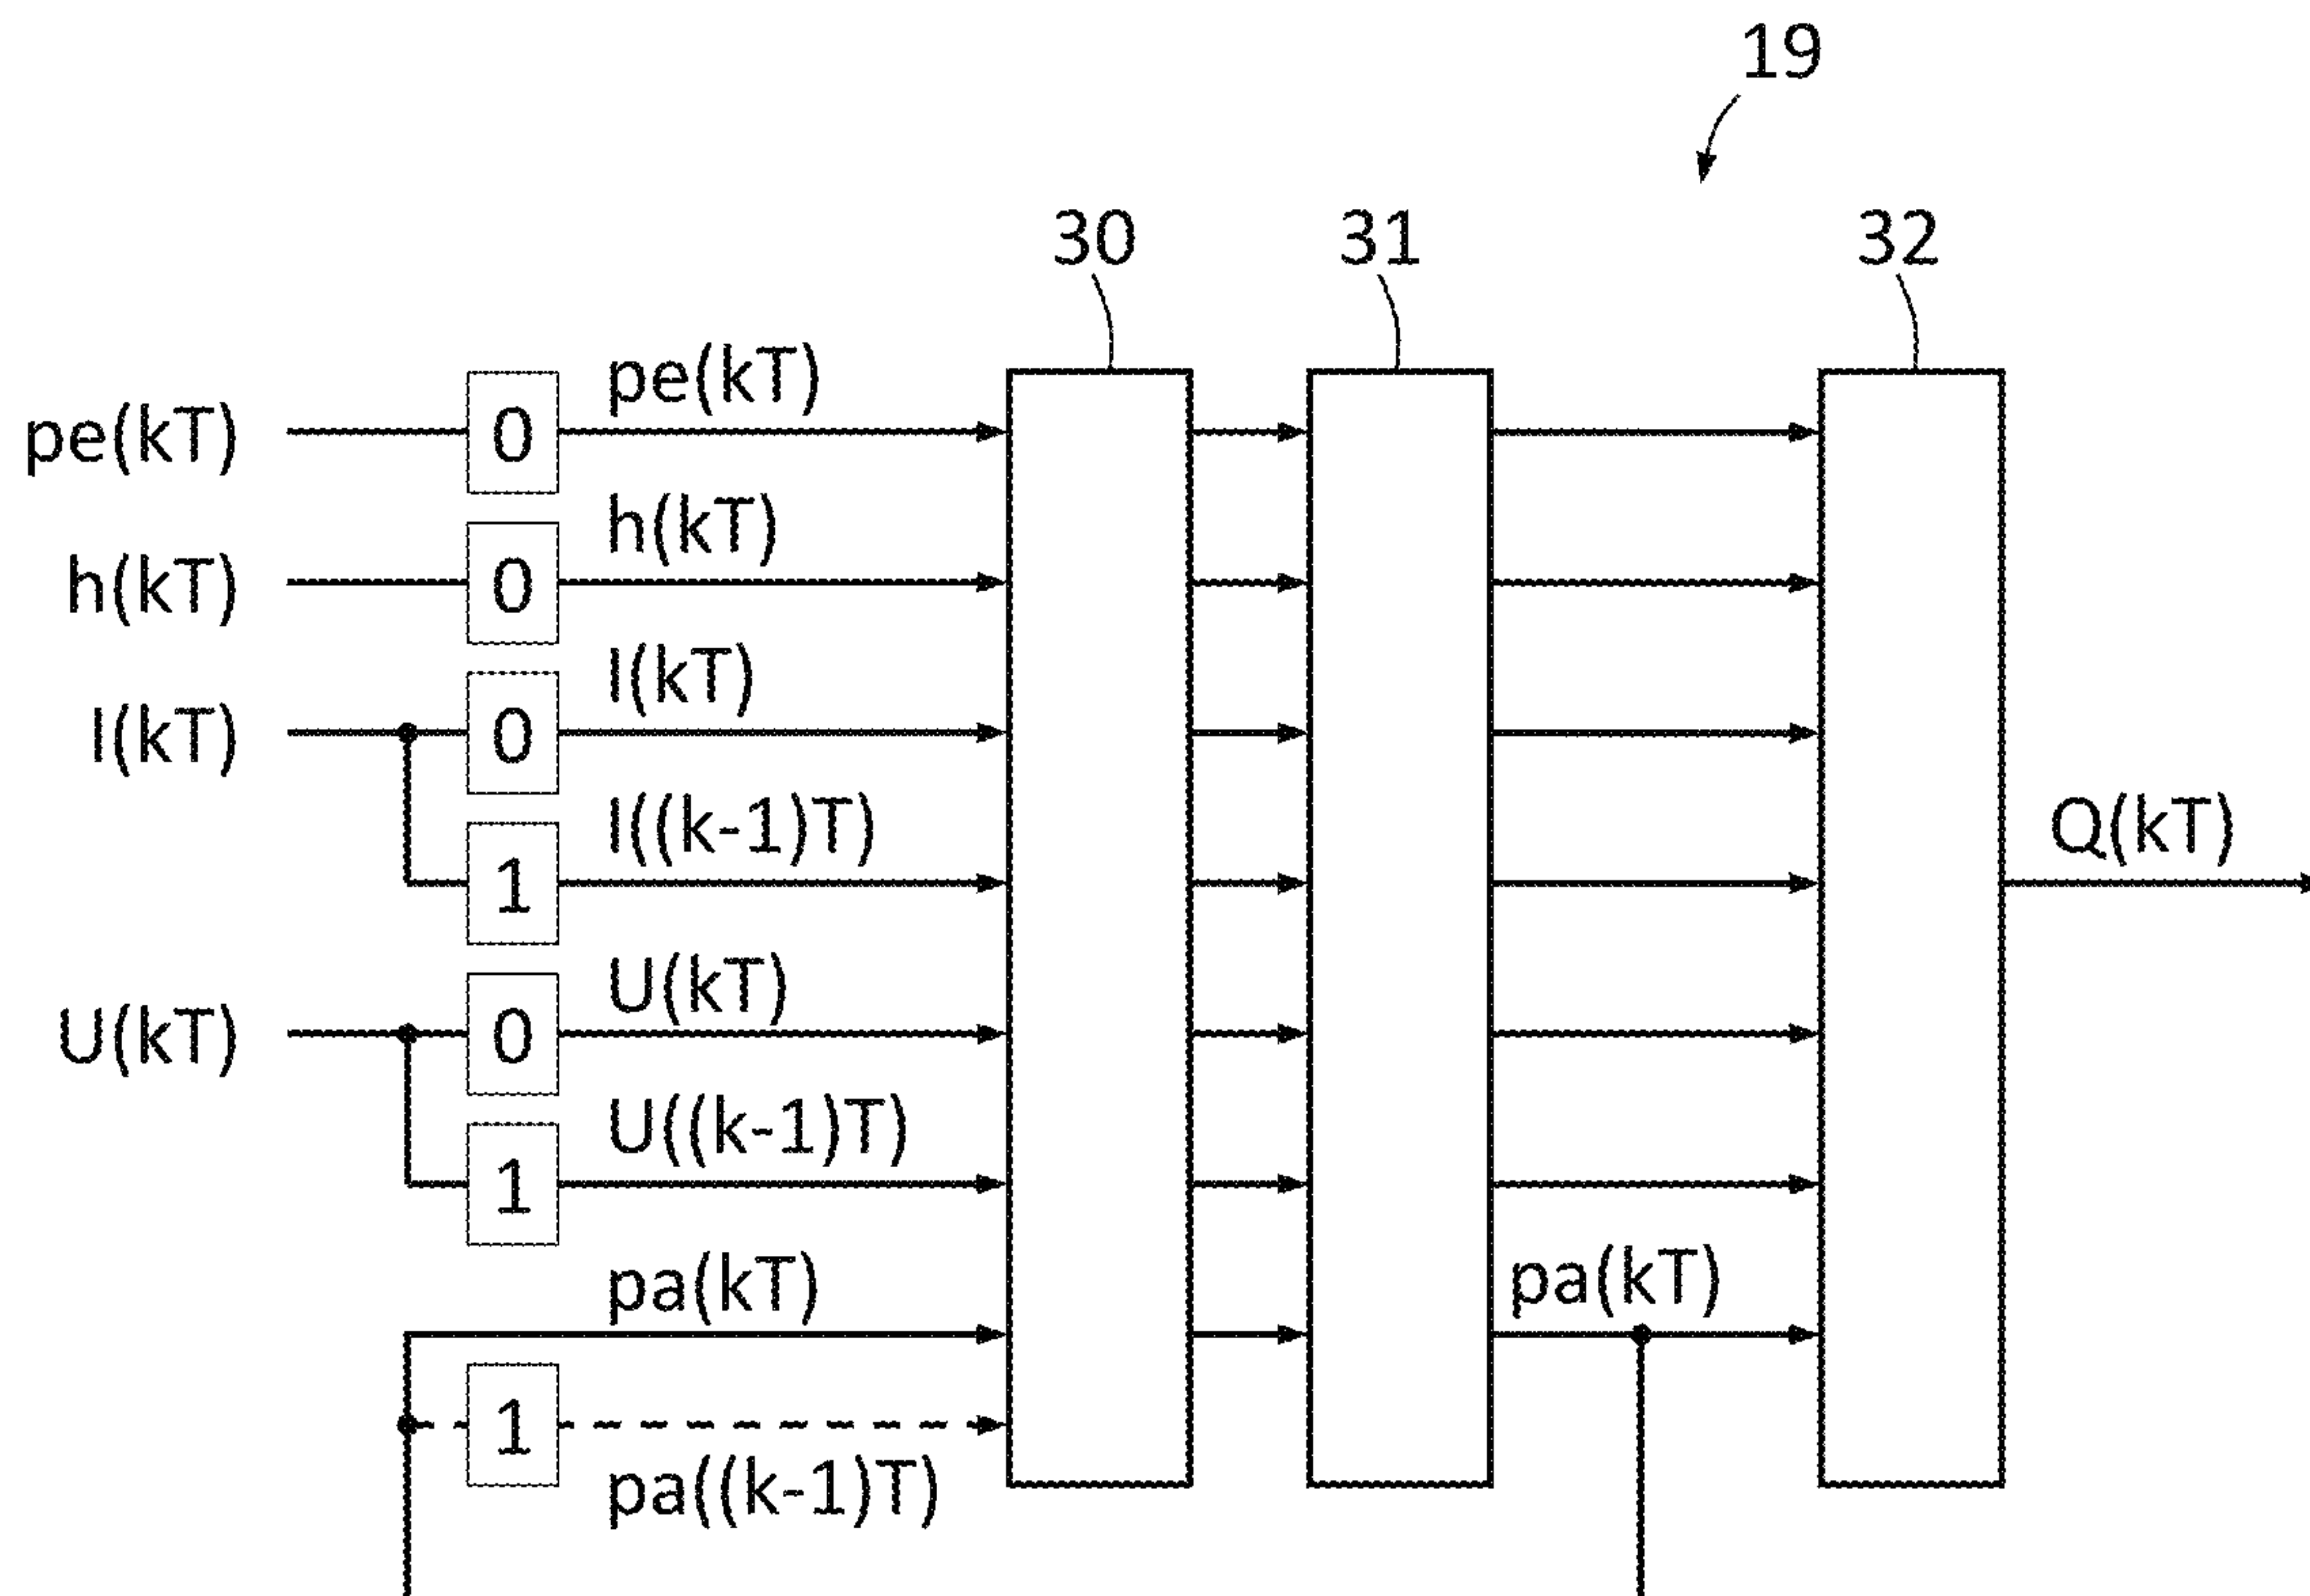 19
30 31 32
pe(kT) 0 pe(kT)
h(kT) 0 h(kT)
I(kT) 0 I(kT)
1 I((k-1)T)
Q(kT)
U(kT) 0 U(kT)
1 U((k-1)T)
pa(kT) pa(kT)
1 pa((k-1)T)